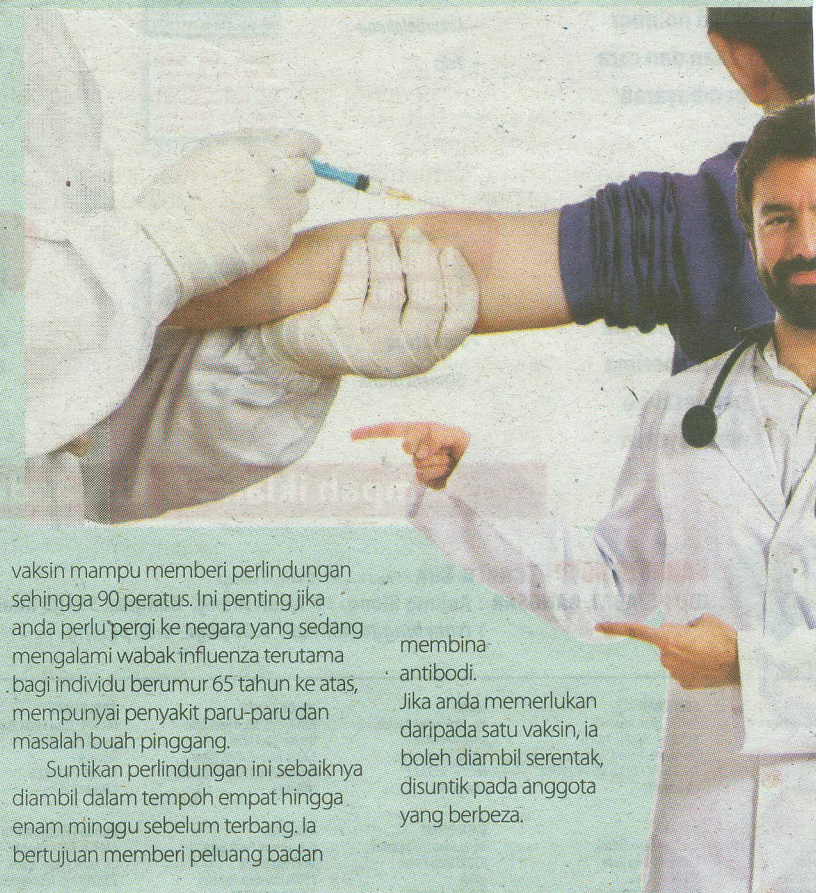 vaksin mampu memberi perlindungan
sehingga 90 peratus. Ini penting jika
anda perlu pergi ke negara yang sedang
mengalami wabak influenza terutama
bagi individu berumur 65 tahun ke atas,
mempunyai penyakit paru-paru dan
masalah buah pinggang.
Suntikan perlindungan ini sebaiknya
diambil dalam tempoh empat hingga
enam minggu sebelum terbang. Ia
bertujuan memberi peluang badan
membina
antibodi.
Jika anda memerlukan
daripada satu vaksin, ia
boleh diambil serentak,
disuntik pada anggota
yang berbeza.